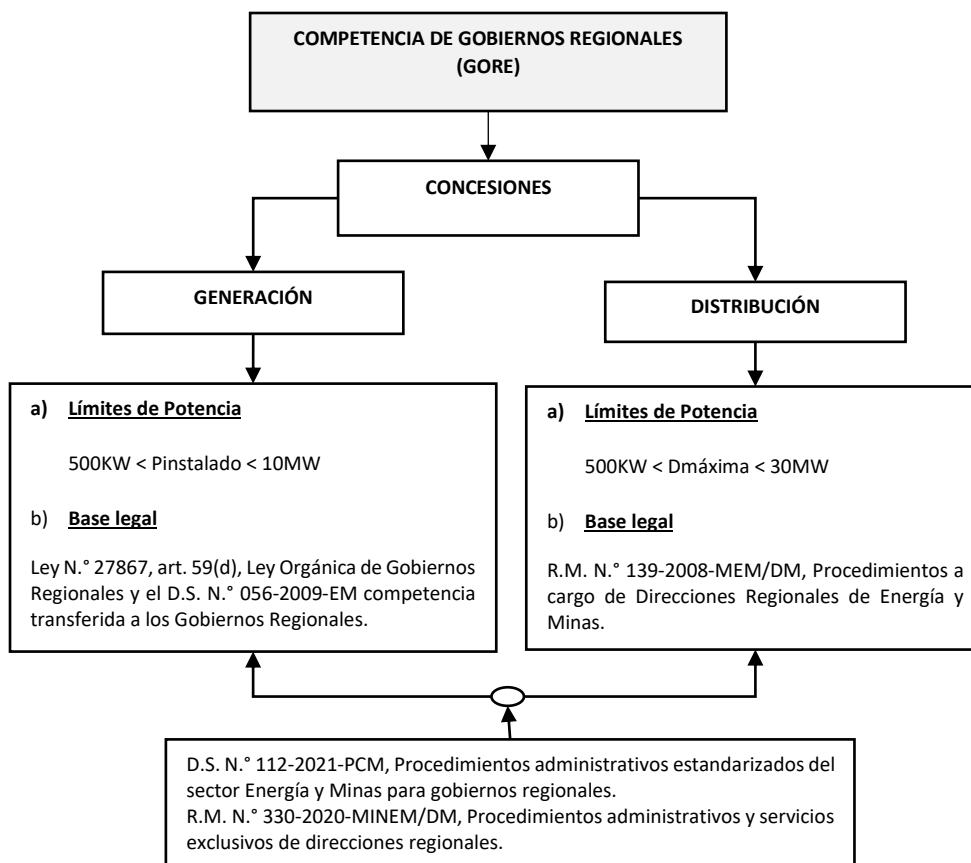 COMPETENCIA DE GOBIERNOS REGIONALES
(GORE)
CONCESIONES
GENERACIÓN
DISTRIBUCIÓN
a) Límites de Potencia
500KW < Pinstalado < 10MW
b) Base legal
Ley N.° 27867, art. 59(d), Ley Orgánica de Gobiernos
Regionales y el D.S. N.° 056-2009-EM competencia
transferida a los Gobiernos Regionales.
a) Límites de Potencia
500KW < Dmáxima < 30MW
b) Base legal
R.M. N.° 139-2008-MEM/DM, Procedimientos a
cargo de Direcciones Regionales de Energía y
Minas.
D.S. N.° 112-2021-PCM, Procedimientos administrativos estandarizados del
sector Energía y Minas para gobiernos regionales.
R.M. N.° 330-2020-MINEM/DM, Procedimientos administrativos y servicios
exclusivos de direcciones regionales.